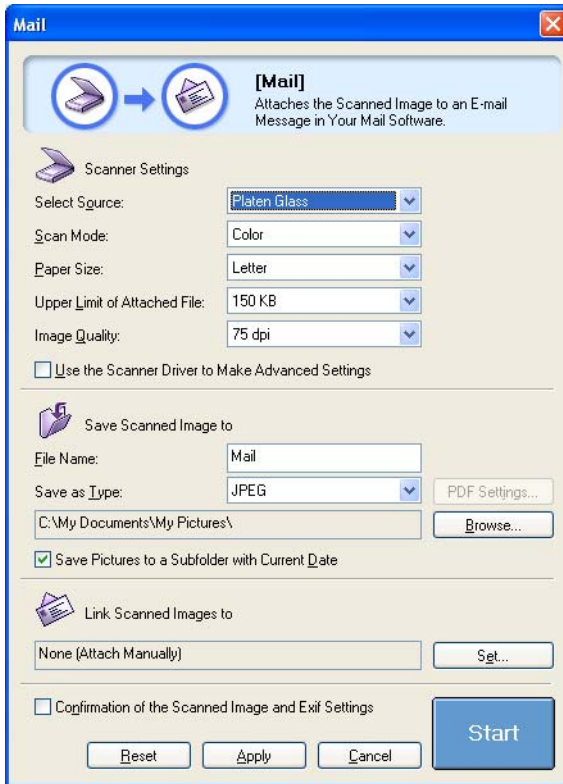 Mail
[Mail]
Attaches the Scanned Image to an E-mail
Message in Your Mail Software.
Scanner Settings
Select Source: Platen Glass
Scan Mode: Color
Paper Size: Letter
Upper Limit of Attached File: 150 KB
Image Quality: 75 dpi
Use the Scanner Driver to Make Advanced Settings
Save Scanned Image to
File Name: Mail
Save as Type: JPEG PDF Settings...
C:\My Documents\My Pictures\ Browse...
Save Pictures to a Subfolder with Current Date
Link Scanned Images to
None (Attach Manually) Set...
Confirmation of the Scanned Image and Exif Settings
Start
Reset Apply Cancel